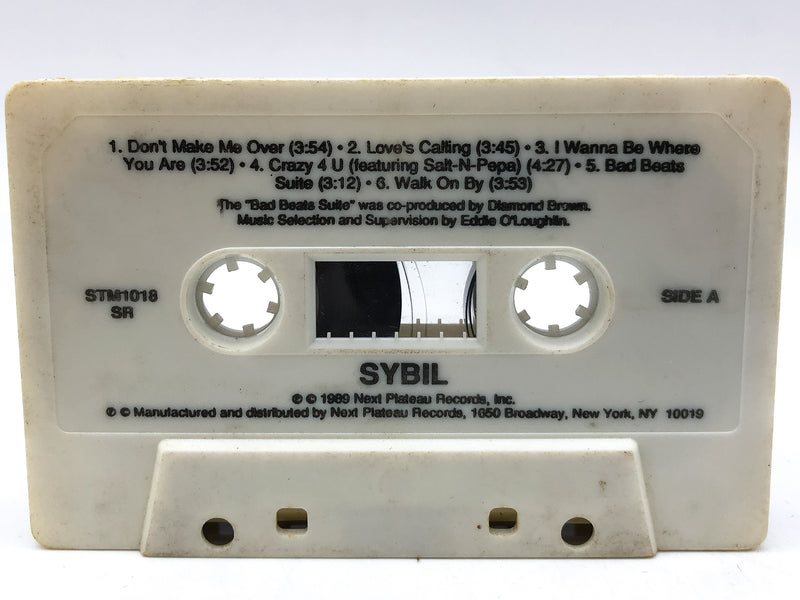 1. Don't Make Me Over (3:54) • 2. Love's Calling (3:45) • 3. I Wanna Be Where
You Are (3:52) • 4. Crazy 4 U (featuring Salt-N-Pepa) (4:27) • 5. Bad Beats
Suite (3:12) • 6. Walk On By (3:53)
The "Bad Beats Suite" was co-produced by Diamond Brown.
Music Selection and Supervision by Eddie O'Loughlin.
STM1018
SR
SIDE A
SYBIL
℗ © 1989 Next Plateau Records, Inc.
℗ © Manufactured and distributed by Next Plateau Records, 1650 Broadway, New York, NY 10019